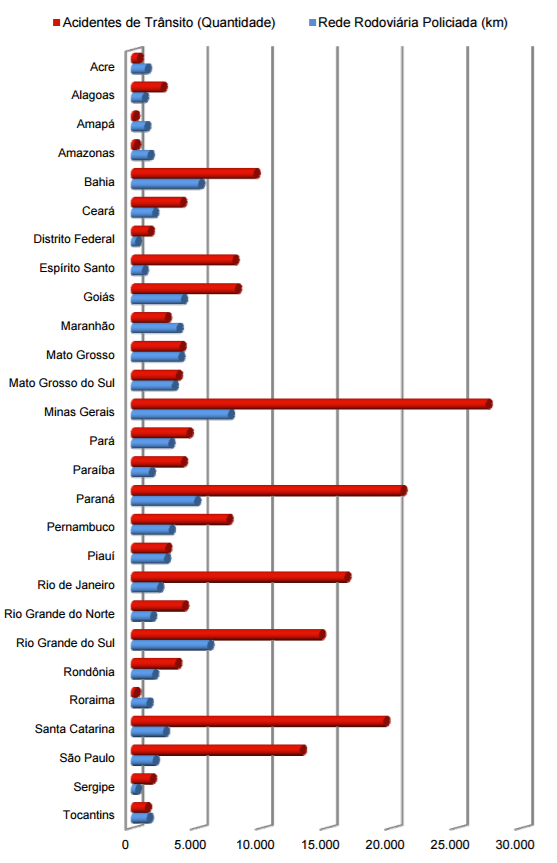 Acidentes de Trânsito (Quantidade) Rede Rodoviária Policiada (km)
Acre
Alagoas
Amapá
Amazonas
Bahia
Ceará
Distrito Federal
Espírito Santo
Goiás
Maranhão
Mato Grosso
Mato Grosso do Sul
Minas Gerais
Pará
Paraíba
Paraná
Pernambuco
Piauí
Rio de Janeiro
Rio Grande do Norte
Rio Grande do Sul
Rondônia
Roraima
Santa Catarina
São Paulo
Sergipe
Tocantins
0 5.000 10.000 15.000 20.000 25.000 30.000